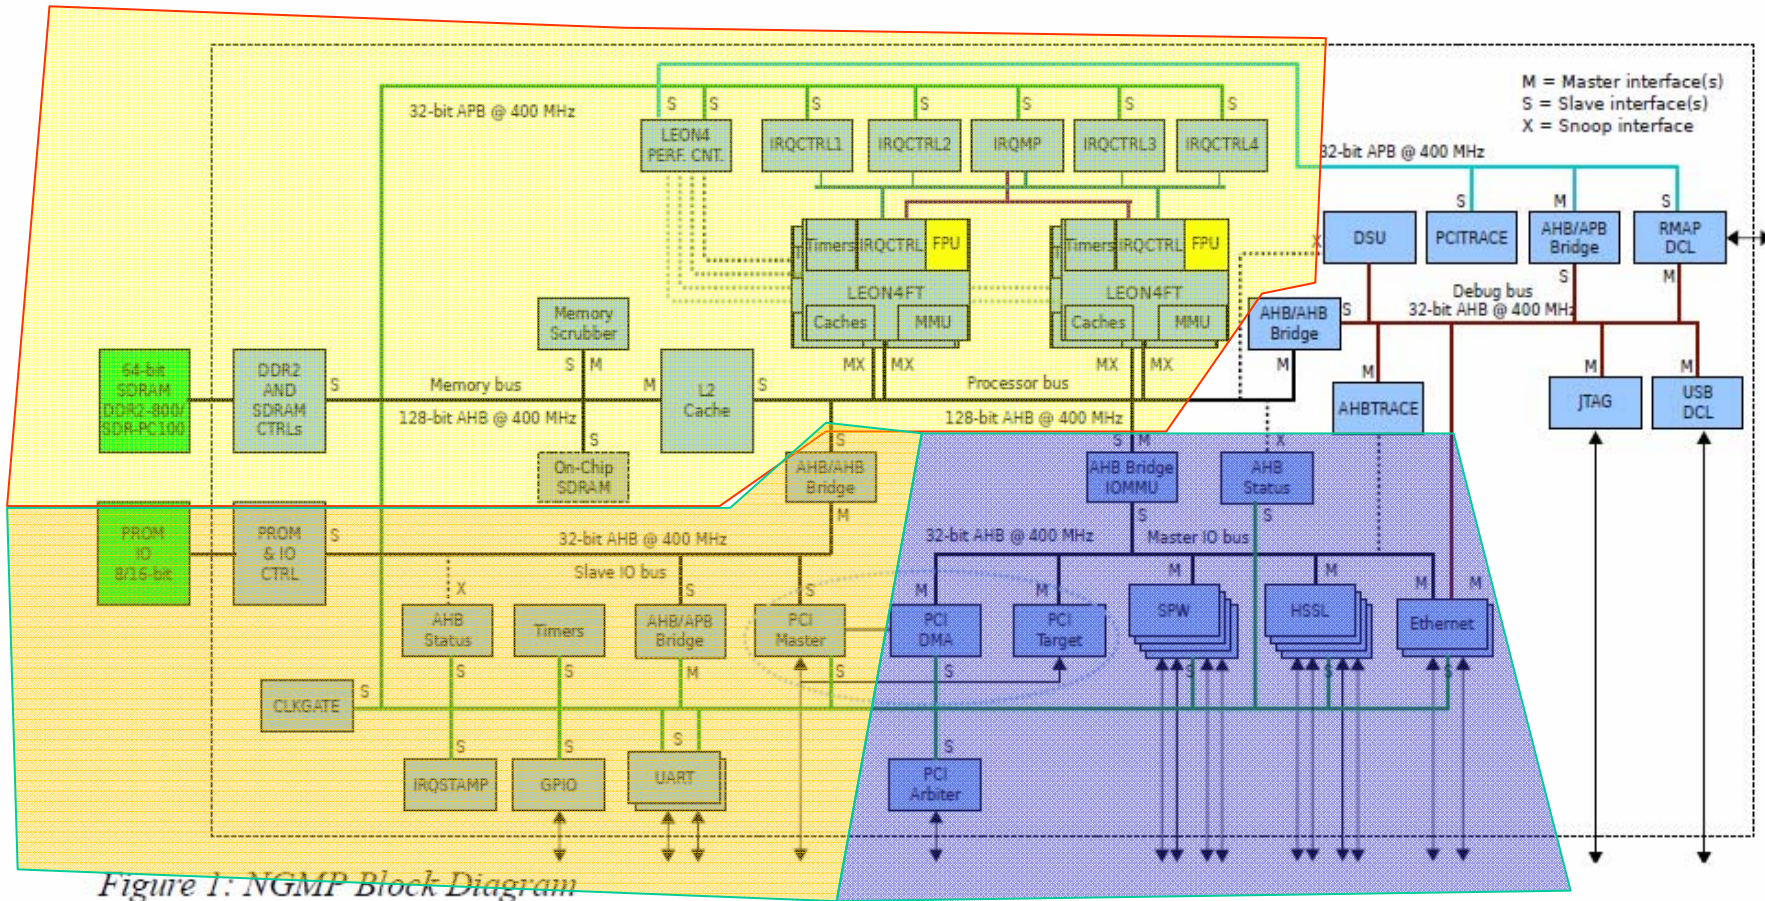 M = Master interface(s)
S = Slave interface(s)
X = Snoop interface
32-bit APB @ 400 MHz
S
S
S
S
S
S
S
LEON4
PERF. CNT.
IRQCTRL1
IRQCTRL2
IRQMP
IRQCTRL3
IRQCTRL4
32-bit APB @ 400 MHz
S
M
S
X
DSU
PCITRACE
AHB/APB
Bridge
RMAP
DCL
S
M
Timers
IRQCTRL
FPU
LEON4FT
Caches
MMU
Timers
IRQCTRL
FPU
LEON4FT
Caches
MMU
Debug bus
32-bit AHB @ 400 MHz
Memory
Scrubber
AHB/AHB
Bridge
S
S
M
MX
MX
MX
MX
M
M
M
M
64-bit
SDRAM
DDR2-800/
SDR-PC100
DDR2
AND
SDRAM
CTRLs
S
Memory bus
128-bit AHB @ 400 MHz
M
L2
Cache
S
Processor bus
128-bit AHB @ 400 MHz
AHBTRACE
JTAG
USB
DCL
S
S
S
M
X
On-Chip
SDRAM
AHB/AHB
Bridge
AHB Bridge
IOMMU
AHB
Status
M
S
S
PROM
IO
8/16-bit
PROM
& IO
CTRL
S
32-bit AHB @ 400 MHz
Slave IO bus
32-bit AHB @ 400 MHz
Master IO bus
X
S
S
M
M
M
M
M
M
AHB
Status
Timers
AHB/APB
Bridge
PCI
Master
PCI
DMA
PCI
Target
SPW
HSSL
Ethernet
S
S
M
S
S
S
S
S
CLKGATE
S
S
S
S
S
IRQSTAMP
GPIO
UART
PCI
Arbiter
Figure 1: NGMP Block Diagram